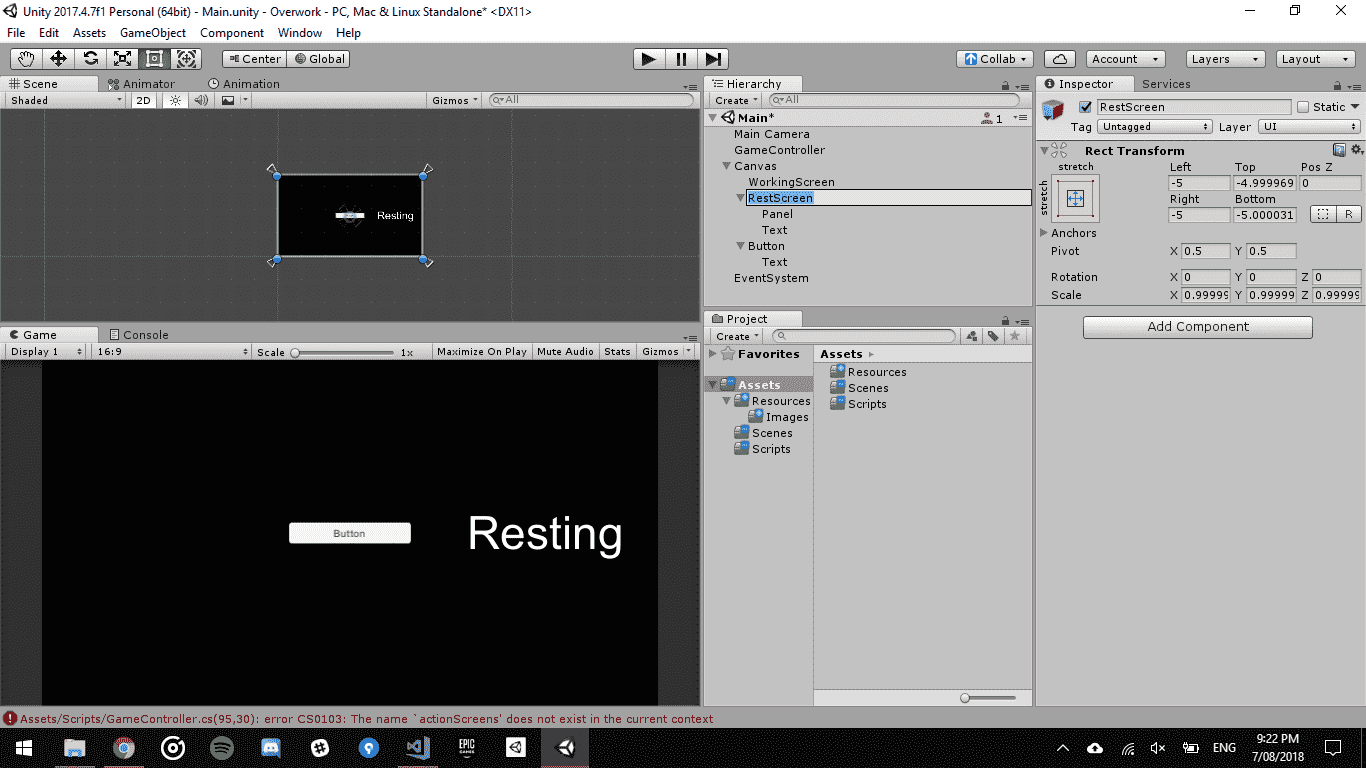 Unity 2017.4.7f1 Personal (64bit) - Main.unity - Overwork - PC, Mac & Linux Standalone* <DX11>
File Edit Assets GameObject Component Window Help
Center Global Collab Account Layers Layout
Scene Animator Animation
Shaded 2D Gizmos All
Resting
Hierarchy
Create All
Main* 1
Main Camera
GameController
Canvas
WorkingScreen
RestScreen
Panel
Text
Button
Text
EventSystem
Inspector Services
RestScreen Static
Tag Untagged Layer UI
Rect Transform
stretch
stretch
Left Top Pos Z
-5 -4.999969 0
Right Bottom
-5 -5.000031 R
Anchors
Pivot X 0.5 Y 0.5
Rotation X 0 Y 0 Z 0
Scale X 0.99999 Y 0.99999 Z 0.99999
Add Component
Game Console
Display 1 16:9 Scale 1x Maximize On Play Mute Audio Stats Gizmos
Button
Resting
Project
Create
Favorites
Assets
Resources
Images
Scenes
Scripts
Assets
Resources
Scenes
Scripts
Assets/Scripts/GameController.cs(95,30): error CS0103: The name `actionScreens' does not exist in the current context
EPIC GAMES
ENG
9:22 PM
7/08/2018